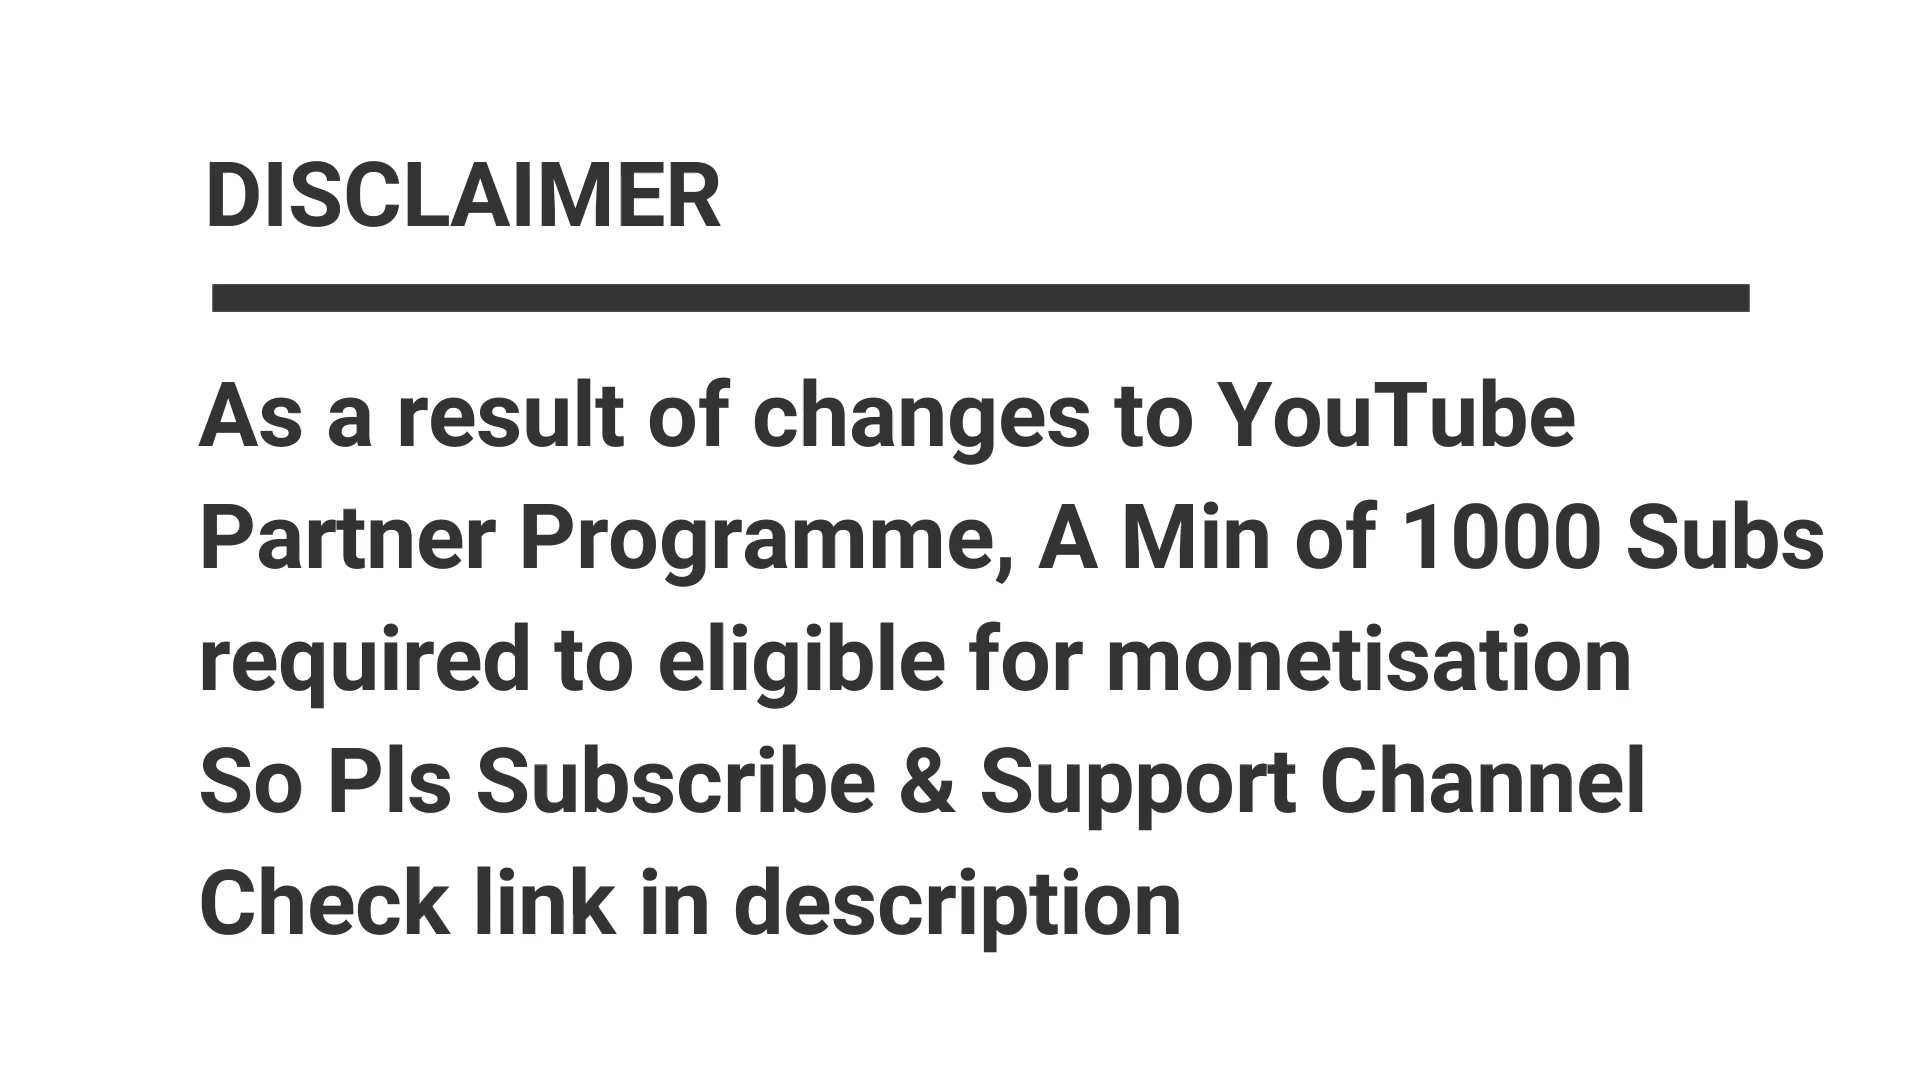 DISCLAIMER
As a result of changes to YouTube
Partner Programme, A Min of 1000 Subs
required to eligible for monetisation
So Pls Subscribe & Support Channel
Check link in description